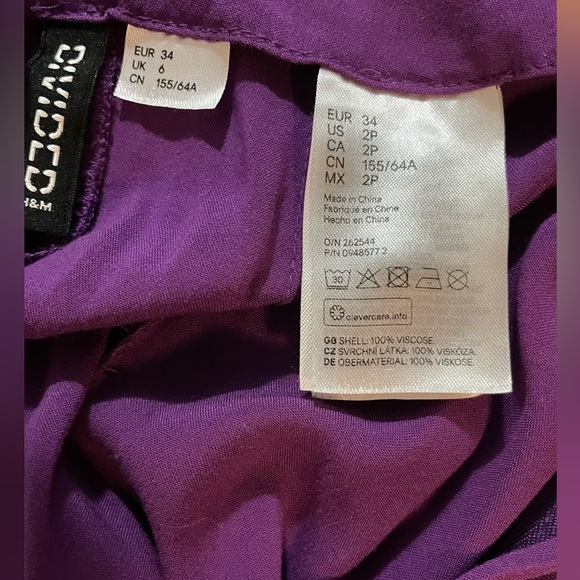 DIVIDED
H&M
EUR 34
UK 6
CN 155/64A
EUR 34
US 2P
CA 2P
CN 155/64A
MX 2P
Made in China
Fabriqué en Chine
Hecho en China
O/N 262544
P/N 0948577 2
30
clevercare.info
GB SHELL: 100% VISCOSE.
CZ SVRCHNÍ LÁTKA: 100% VISKÓZA.
DE OBERMATERIAL: 100% VISKOSE.